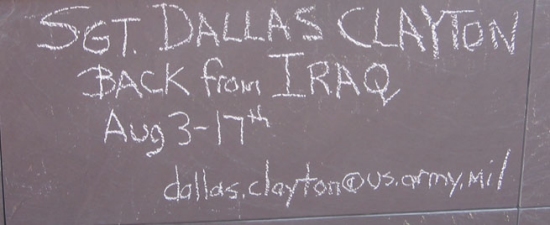 SGT. DALLAS CLAYTON
BACK from IRAQ
Aug 3-17th
dallas.clayton@us.army.mil